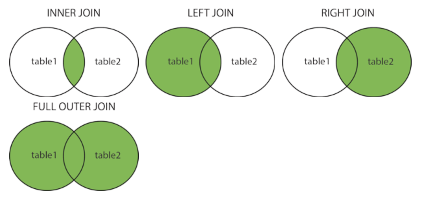 INNER JOIN
table1
table2
LEFT JOIN
table1
table2
RIGHT JOIN
table1
table2
FULL OUTER JOIN
table1
table2